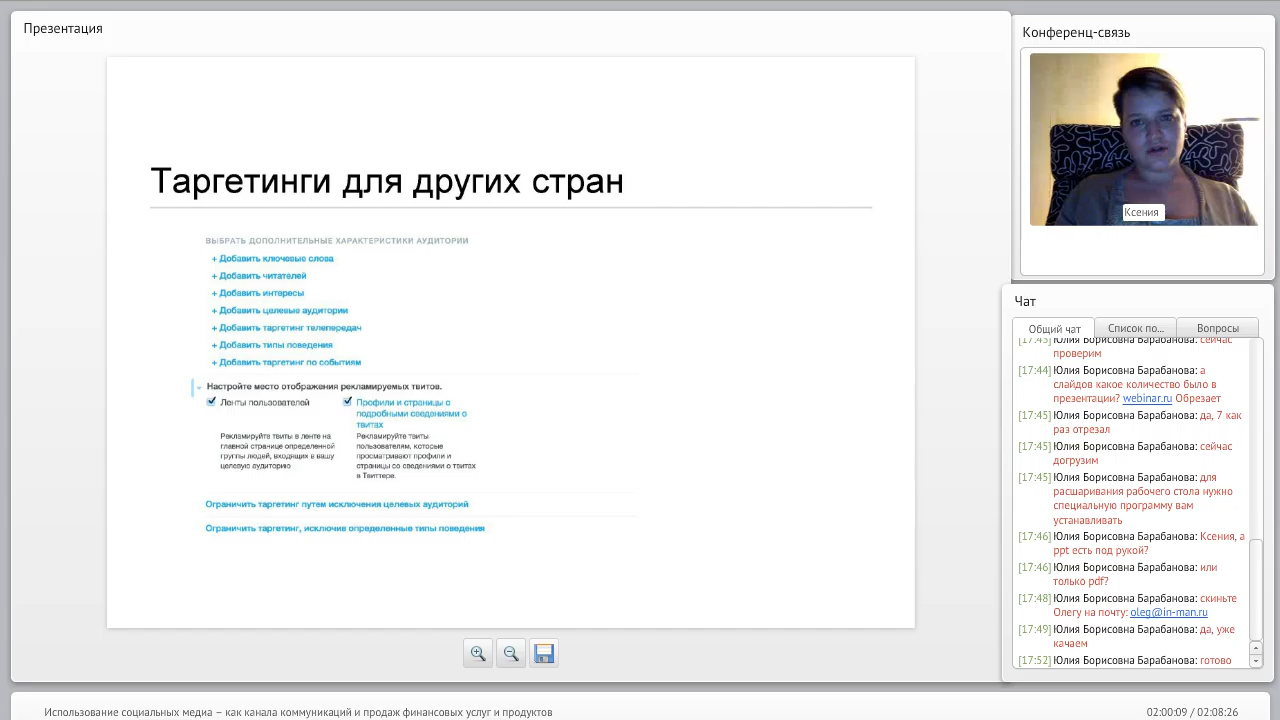 Презентация
Таргетинги для других стран
ВЫБРАТЬ ДОПОЛНИТЕЛЬНЫЕ ХАРАКТЕРИСТИКИ АУДИТОРИИ
+ Добавить ключевые слова
+ Добавить читателей
+ Добавить интересы
+ Добавить целевые аудитории
+ Добавить таргетинг телепередач
+ Добавить типы поведения
+ Добавить таргетинг по событиям
Настройте место отображения рекламируемых твитов.
Ленты пользователей
Рекламируйте твиты в ленте на
главной странице определенной
группы людей, входящих в вашу
целевую аудиторию
Профили и страницы с
подробными сведениями о
твитах
Рекламируйте твиты
пользователям, которые
просматривают профили и
страницы со сведениями о твитах
в Твиттере.
Ограничить таргетинг путем исключения целевых аудиторий
Ограничить таргетинг, исключив определенные типы поведения
Конференц-связь
Ксения
Чат
Общий чат
Список по...
Вопросы
[17:43] Юлия Борисовна Барабанова: сейчас
проверим
[17:44] Юлия Борисовна Барабанова: а
слайдов какое количество было в
презентации? webinar.ru Обрезает
[17:45] Юлия Борисовна Барабанова: да, 7 как
раз отрезал
[17:45] Юлия Борисовна Барабанова: сейчас
догрузим
[17:45] Юлия Борисовна Барабанова: для
расшаривания рабочего стола нужно
специальную программу вам
устанавливать
[17:46] Юлия Борисовна Барабанова: Ксения, а
ppt есть под рукой?
[17:46] Юлия Борисовна Барабанова: или
только pdf?
[17:48] Юлия Борисовна Барабанова: скиньте
Олегу на почту: oleg@in-man.ru
[17:49] Юлия Борисовна Барабанова: да, уже
качаем
[17:52] Юлия Борисовна Барабанова: готово
Использование социальных медиа – как канала коммуникаций и продаж финансовых услуг и продуктов
02:00:09 / 02:08:26